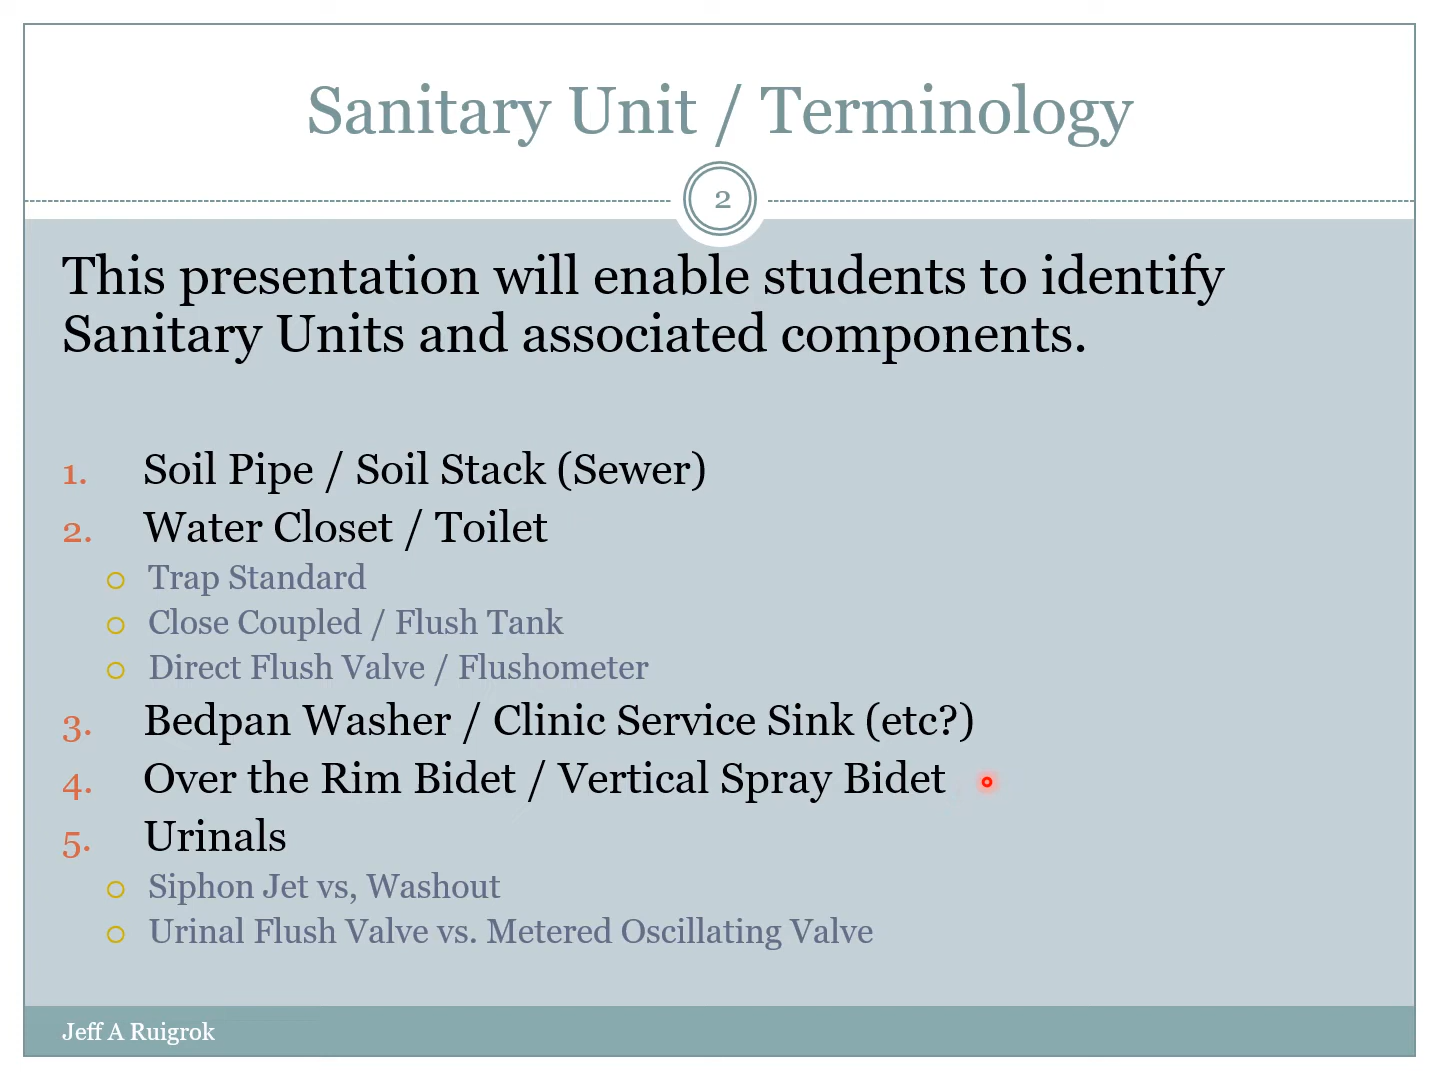 Sanitary Unit / Terminology
2
This presentation will enable students to identify
Sanitary Units and associated components.
1. Soil Pipe / Soil Stack (Sewer)
2. Water Closet / Toilet
Trap Standard
Close Coupled / Flush Tank
Direct Flush Valve / Flushometer
3. Bedpan Washer / Clinic Service Sink (etc?)
4. Over the Rim Bidet / Vertical Spray Bidet
5. Urinals
Siphon Jet vs, Washout
Urinal Flush Valve vs. Metered Oscillating Valve
Jeff A Ruigrok